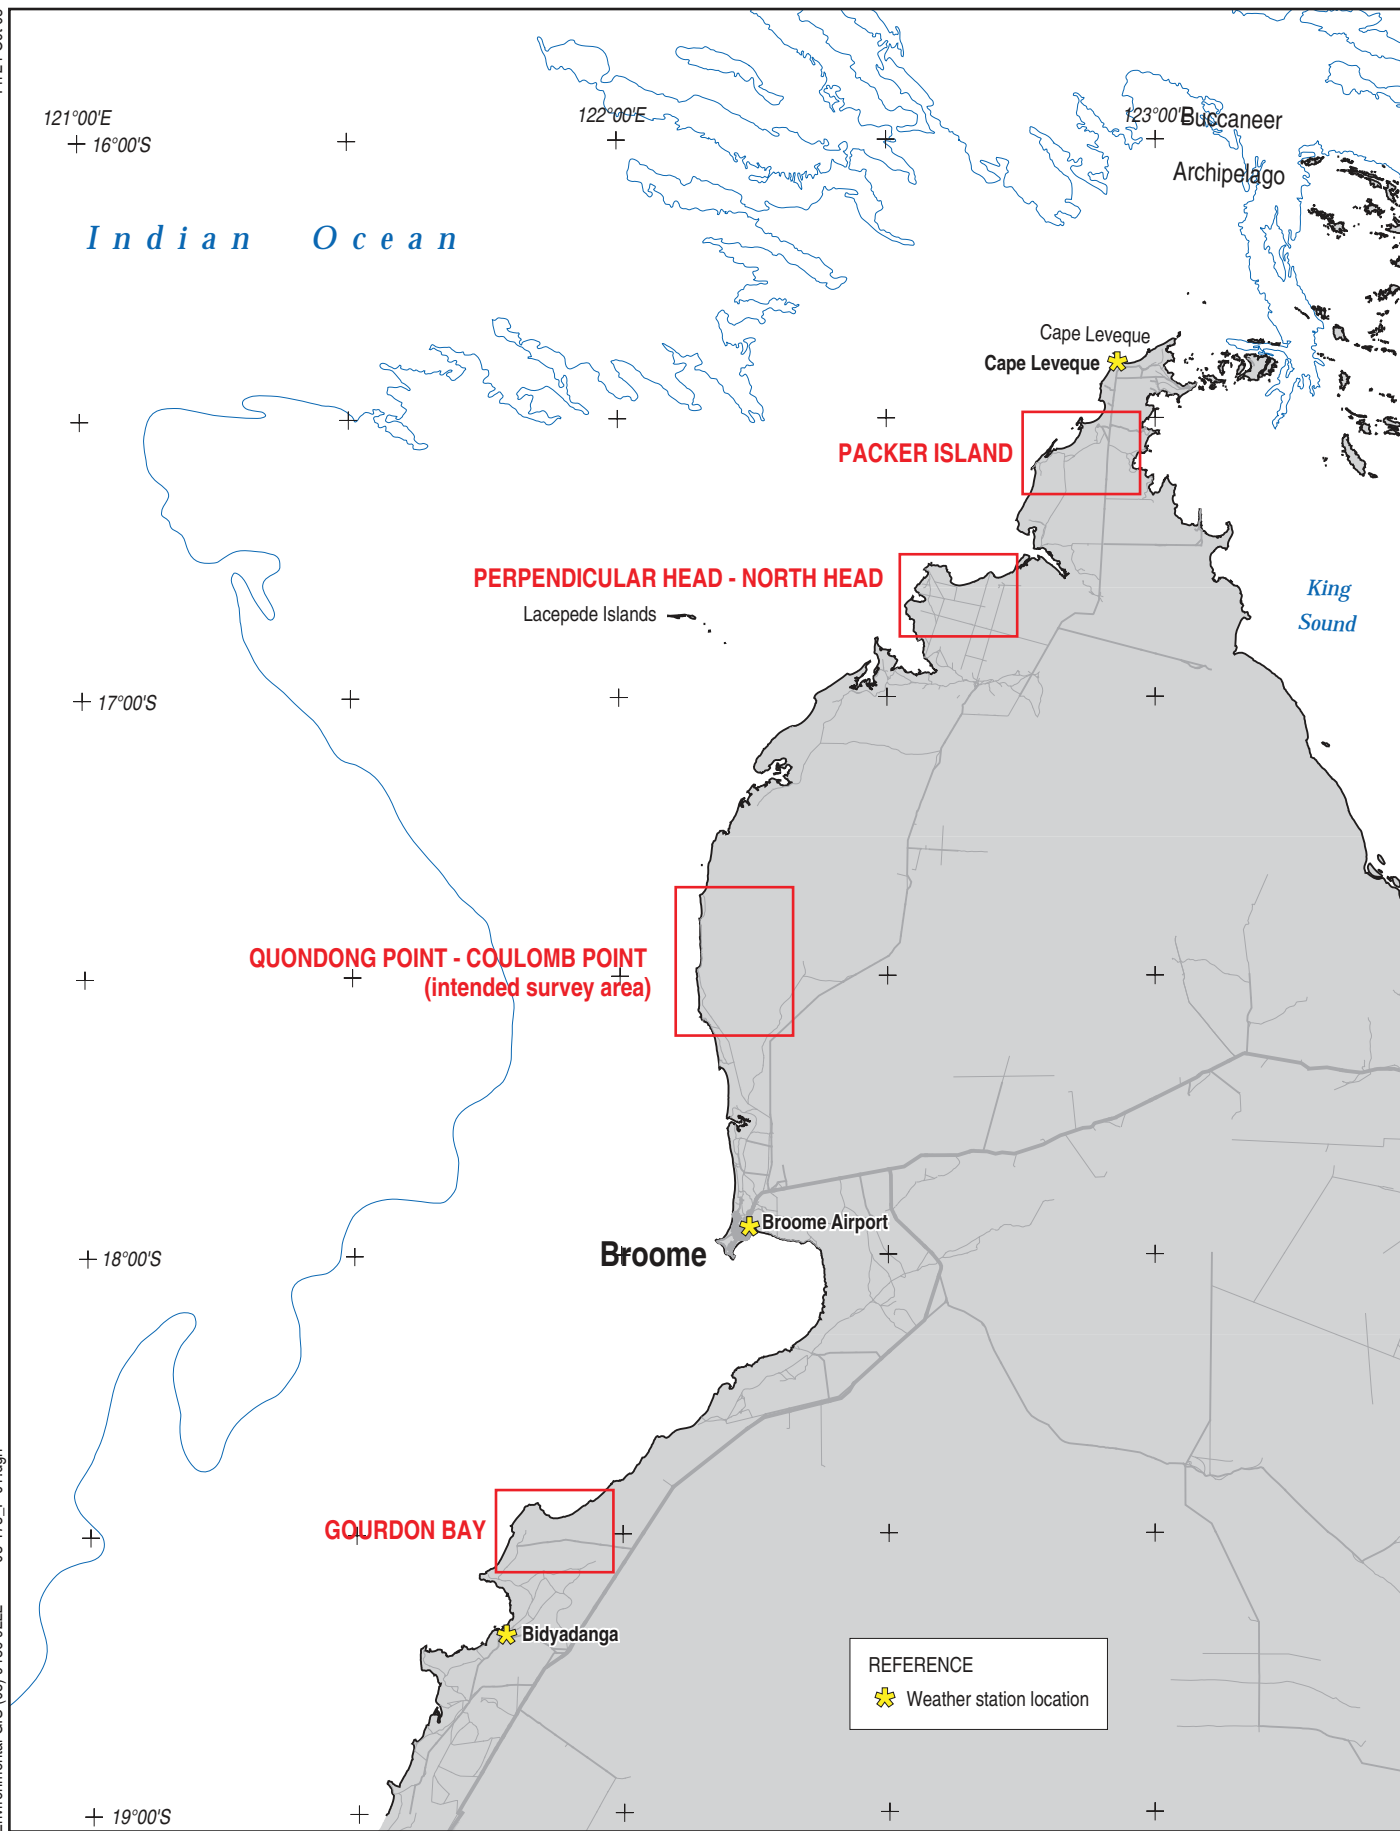 121°00'E
122°00'E
123°00'E
Buccaneer
16°00'S
Archipelago
Indian Ocean
Cape Leveque
Cape Leveque
PACKER ISLAND
PERPENDICULAR HEAD - NORTH HEAD
Lacepede Islands
King
Sound
17°00'S
QUONDONG POINT - COULOMB POINT
(intended survey area)
Broome Airport
Broome
18°00'S
GOURDON BAY
Bidyadanga
REFERENCE
Weather station location
19°00'S